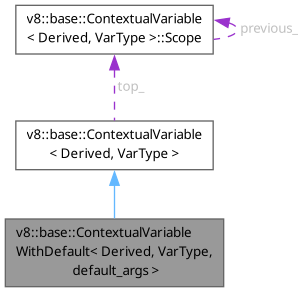 v8::base::ContextualVariable
< Derived, VarType >::Scope
previous_
top_
v8::base::ContextualVariable
< Derived, VarType >
v8::base::ContextualVariable
WithDefault< Derived, VarType,
default_args >